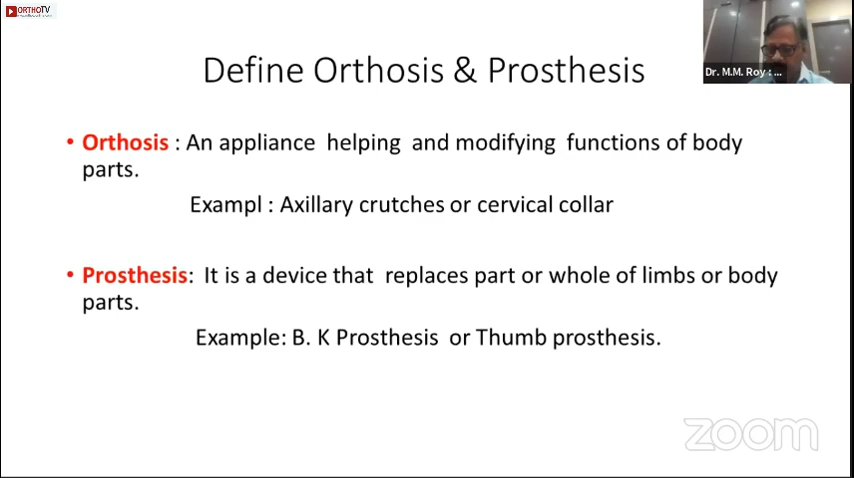 ORTHOTV
Dr. M.M. Roy : ...
Define Orthosis & Prosthesis
• Orthosis : An appliance helping and modifying functions of body
parts.
Exampl : Axillary crutches or cervical collar
• Prosthesis: It is a device that replaces part or whole of limbs or body
parts.
Example: B. K Prosthesis or Thumb prosthesis.
zoom